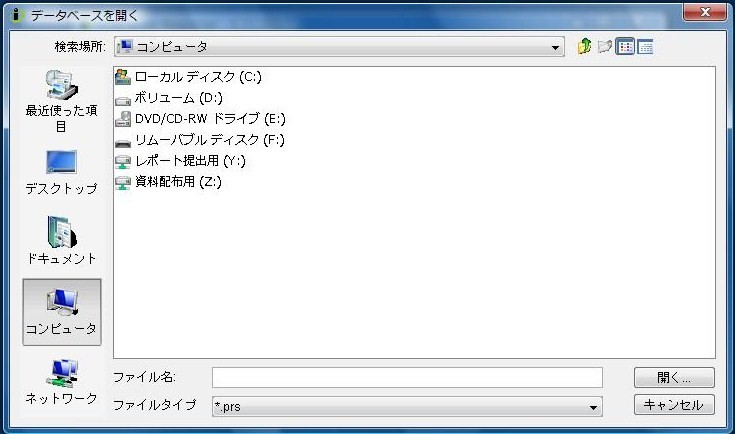 データベースを開く
検索場所:
コンピュータ
最近使った項
目
デスクトップ
ドキュメント
コンピュータ
ネットワーク
ローカル ディスク (C:)
ボリューム (D:)
DVD/CD-RW ドライブ (E:)
リムーバブル ディスク (F:)
レポート提出用 (Y:)
資料配布用 (Z:)
ファイル名:
開く...
ファイルタイプ
*.prs
キャンセル